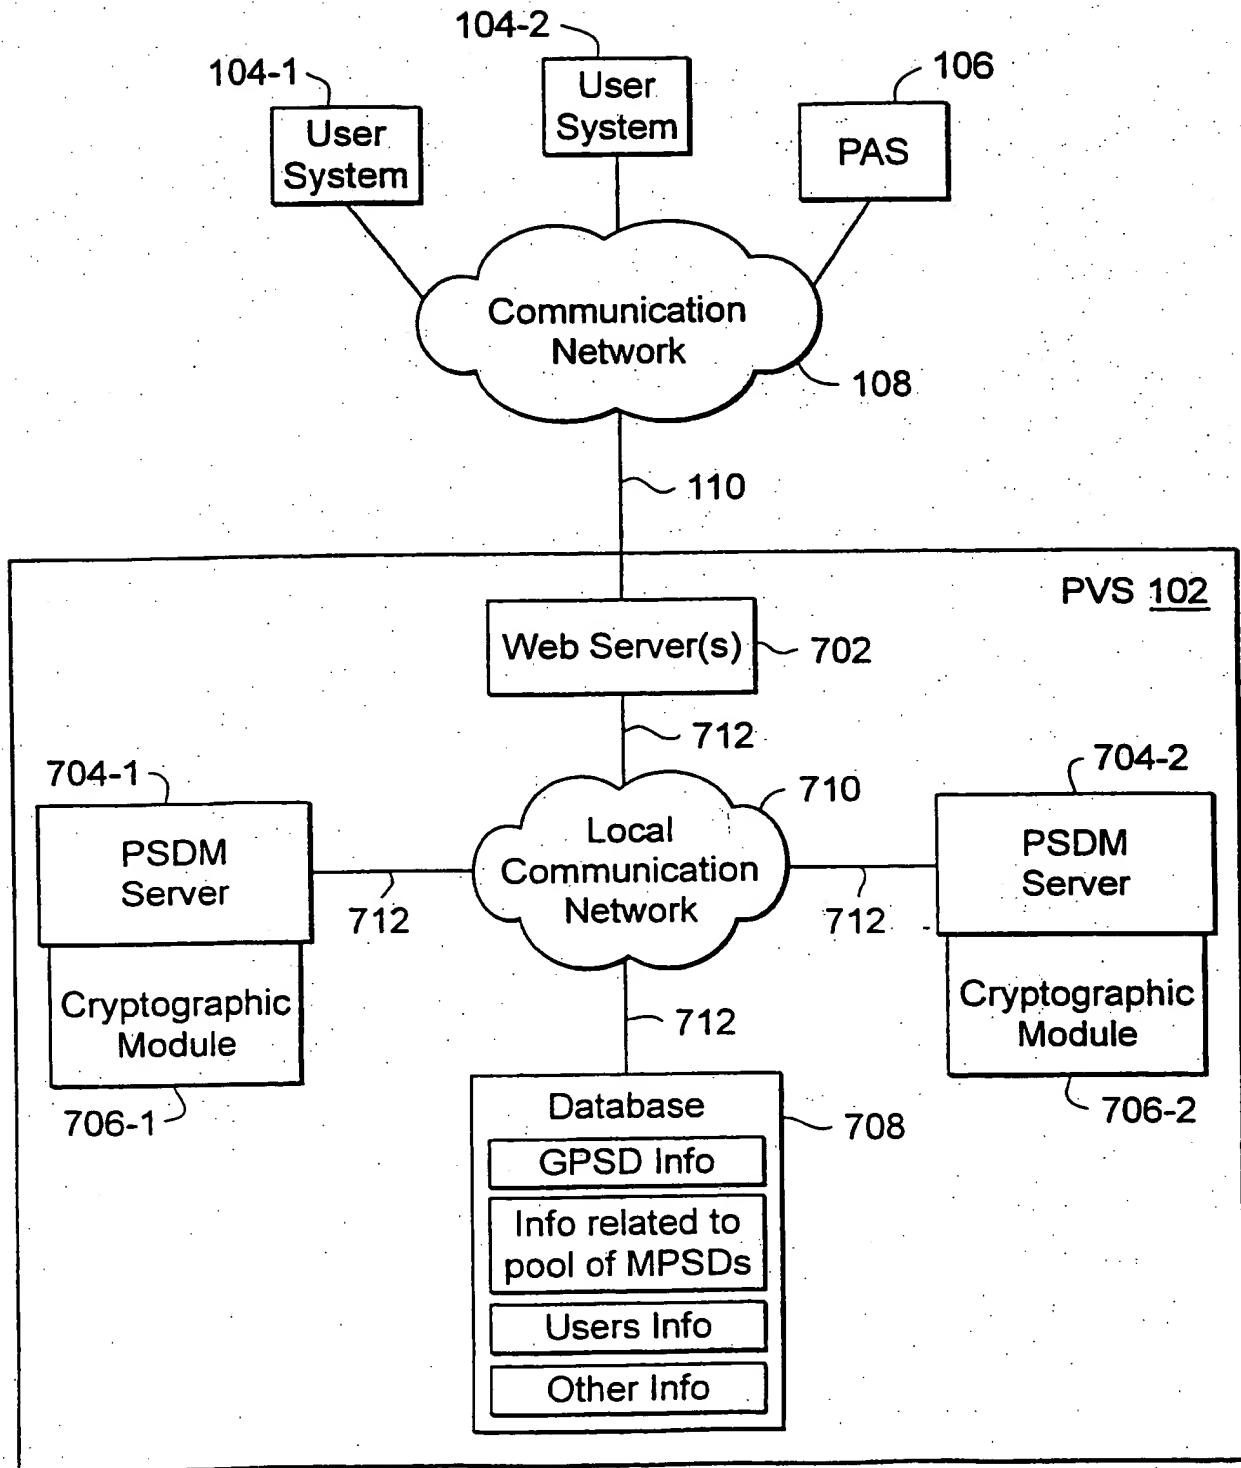 104-2
104-1
106
User
System
User
System
PAS
Communication
Network
108
110
PVS 102
Web Server(s)
702
712
704-1
704-2
710
PSDM
Server
Local
Communication
Network
PSDM
Server
712
712
Cryptographic
Module
Cryptographic
Module
712
706-1
706-2
Database
708
GPSD Info
Info related to
pool of MPSDs
Users Info
Other Info